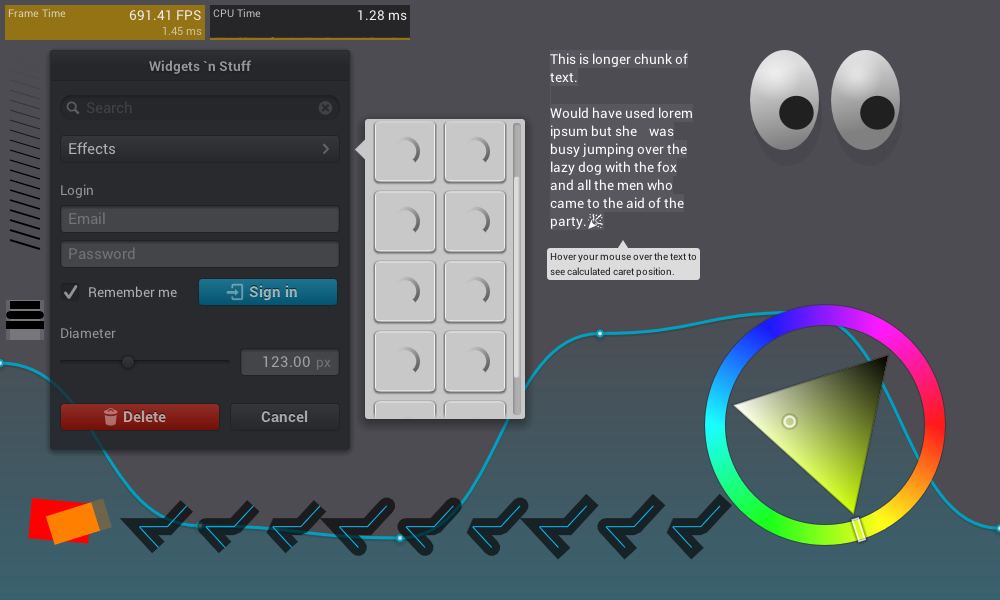 Frame Time
691.41 FPS
1.45 ms
CPU Time
1.28 ms
Widgets `n Stuff
Search
Effects
Login
Email
Password
Remember me
Sign in
Diameter
123.00 px
Delete
Cancel
This is longer chunk of
text.
Would have used lorem
ipsum but she was
busy jumping over the
lazy dog with the fox
and all the men who
came to the aid of the
party.🎉
Hover your mouse over the text to
see calculated caret position.